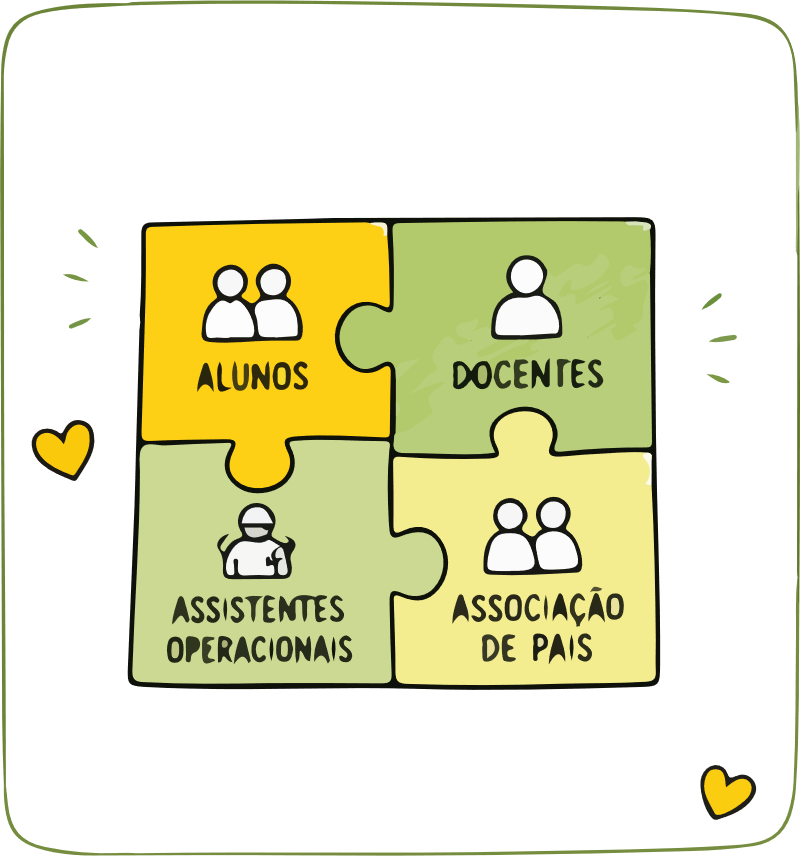 ALUNOS
DOCENTES
ASSISTENTES
OPERACIONAIS
ASSOCIAÇÃO
DE PAIS